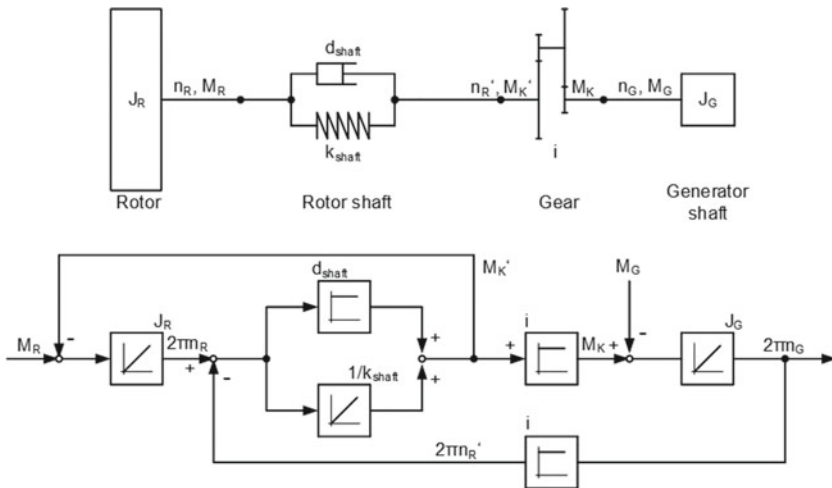 d_shaft
n_R, M_R
n_R‘, M_K‘
M_K
n_G, M_G
J_R
J_G
k_shaft
i
Rotor
Rotor shaft
Gear
Generator
shaft
M_K‘
M_G
d_shaft
M_R
-
J_R
2πn_R
+
-
+
+
1/k_shaft
+
i
M_K
+
-
J_G
2πn_G
i
2πn_R‘